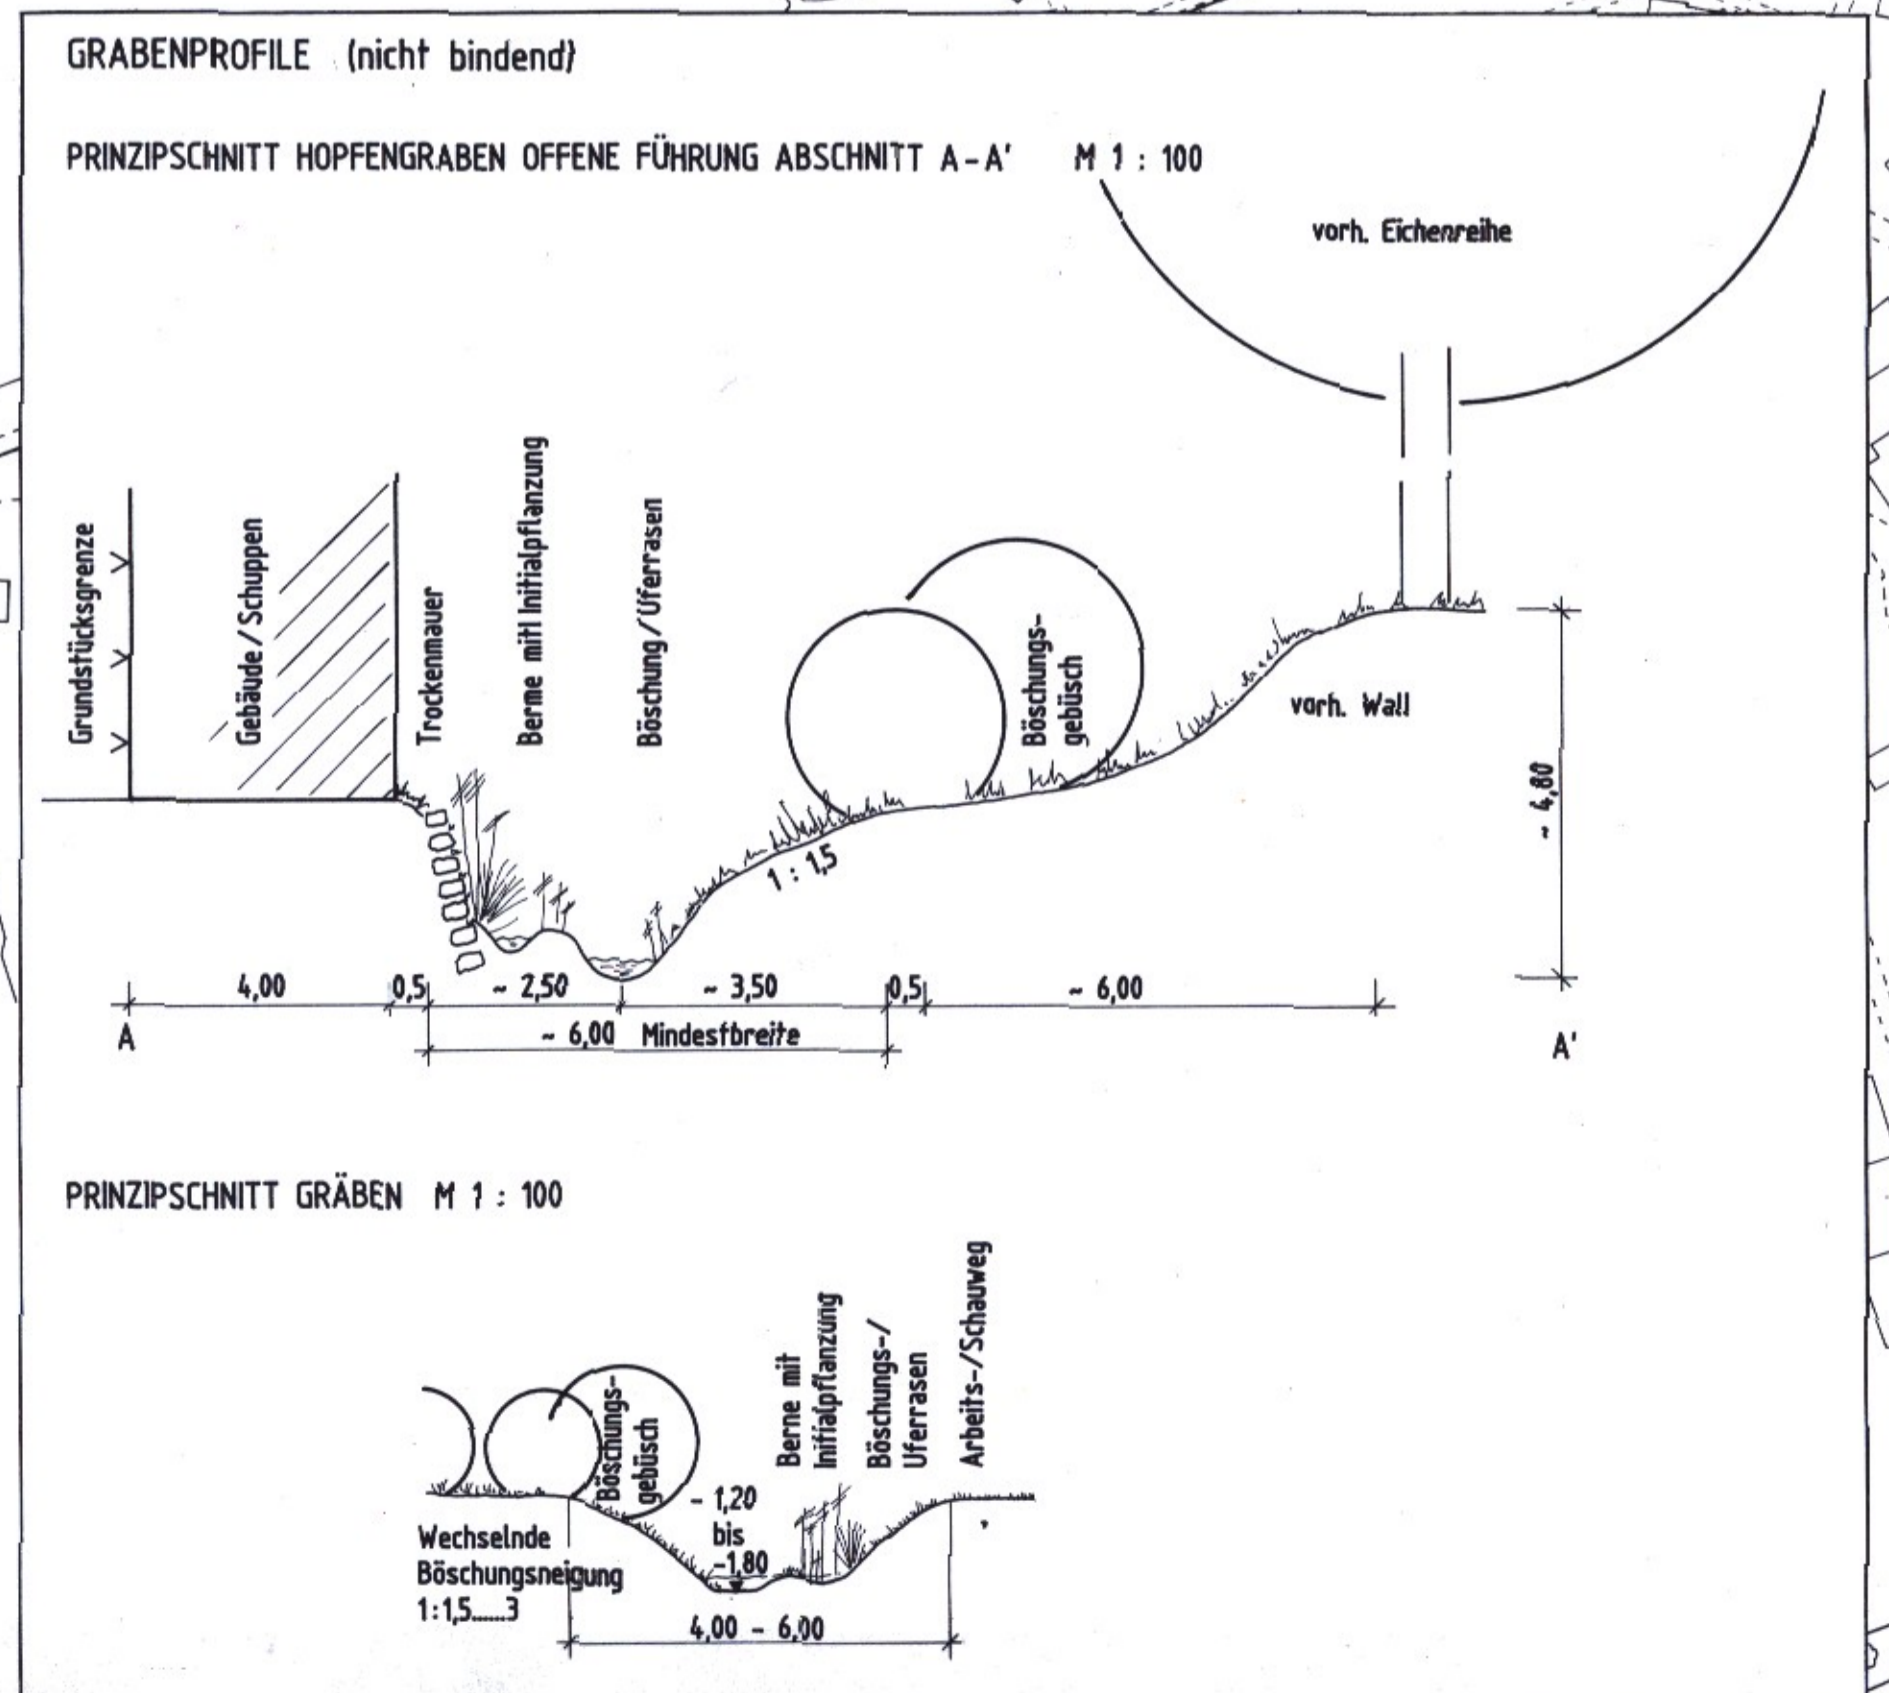 GRABENPROFILE (nicht bindend)
PRINZIPSCHNITT HOPFENGRABEN OFFENE FÜHRUNG ABSCHNITT A-A' M 1 : 100
vorh. Eichenreihe
Grundstücksgrenze
Gebäude/Schuppen
Trockenmauer
Berme mitl Initialpflanzung
Böschung/Uferrasen
Böschungs-
gebüsch
vorh. Wall
~ 4,80
1 : 1,5
4,00 0,5 ~ 2,50 ~ 3,50 0,5 ~ 6,00
A ~ 6,00 Mindestbreite A'
PRINZIPSCHNITT GRÄBEN M 1 : 100
Böschungs-
gebüsch
Berne mit
Initialpflanzung
Böschungs-/
Uferrasen
Arbeits-/Schauweg
- 1,20
bis
-1,80
Wechselnde
Böschungsneigung
1:1,5......3
4,00 - 6,00